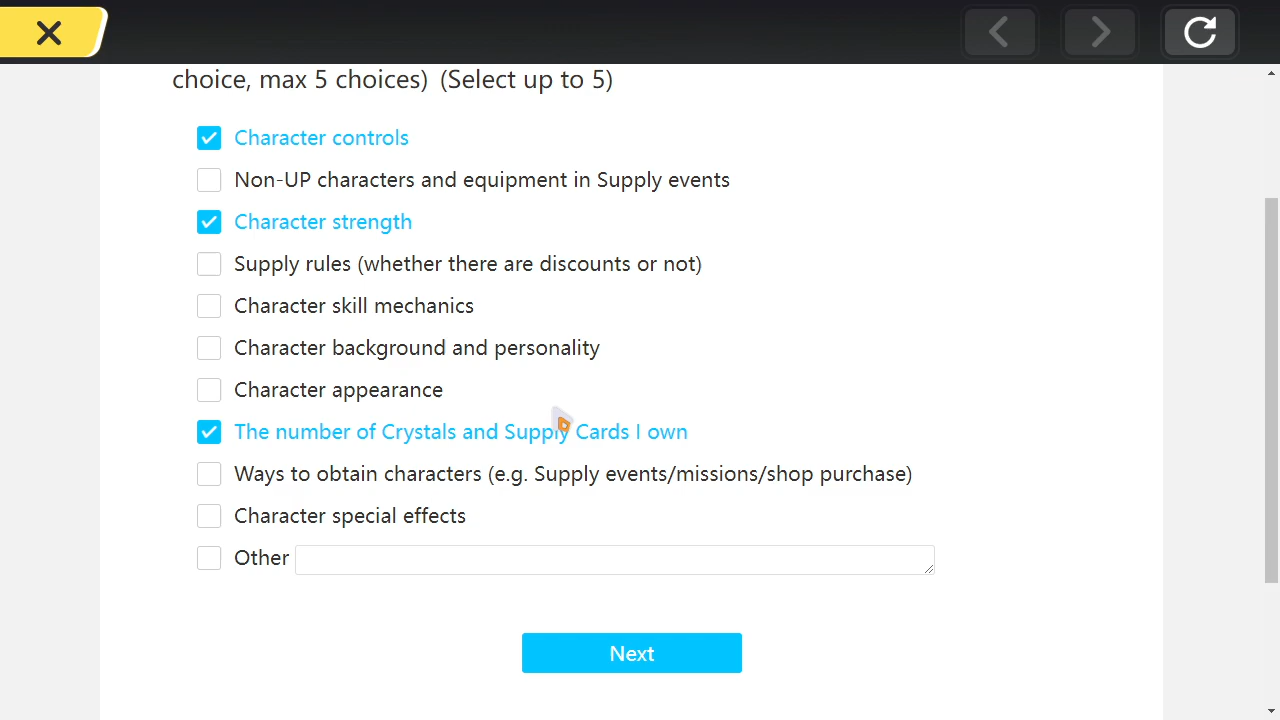 choice, max 5 choices) (Select up to 5)
Character controls
Non-UP characters and equipment in Supply events
Character strength
Supply rules (whether there are discounts or not)
Character skill mechanics
Character background and personality
Character appearance
The number of Crystals and Supply Cards I own
Ways to obtain characters (e.g. Supply events/missions/shop purchase)
Character special effects
Other
Next